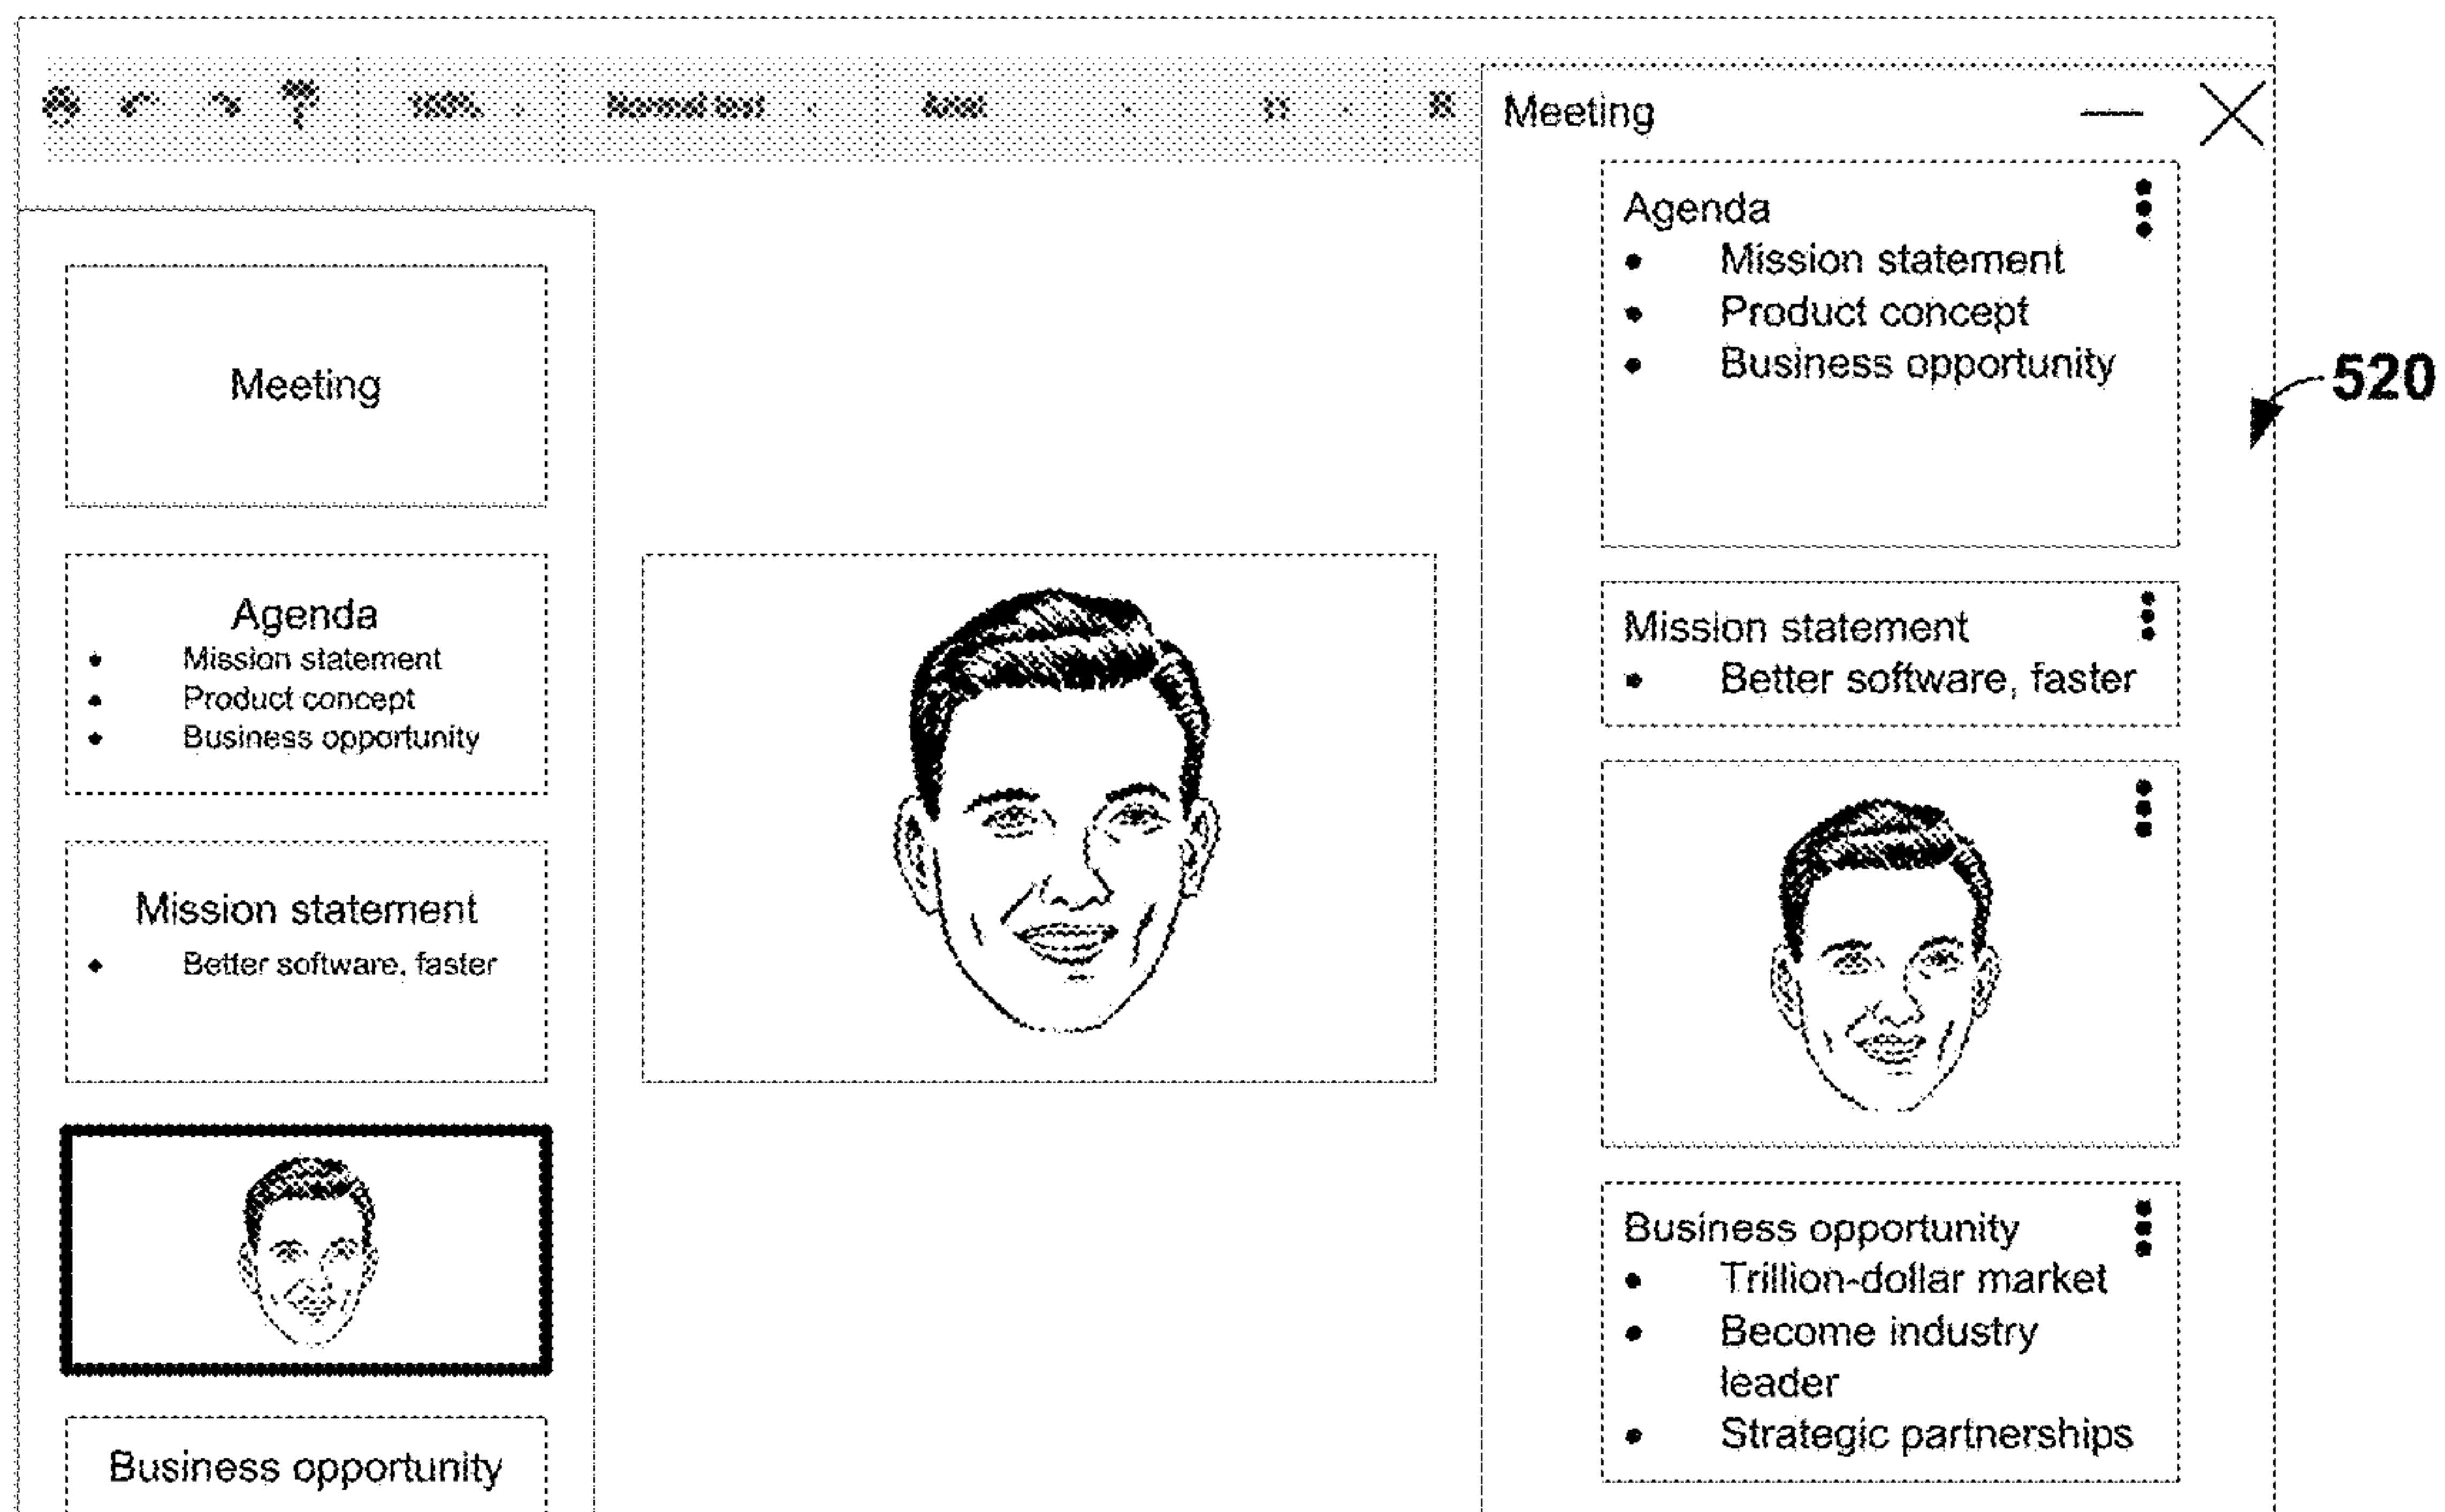 Normal text
Meeting
Agenda
• Mission statement
• Product concept
• Business opportunity
Mission statement
• Better software, faster
Business opportunity
Meeting
Agenda
• Mission statement
• Product concept
• Business opportunity
Mission statement
• Better software, faster
Business opportunity
• Trillion-dollar market
• Become industry
leader
• Strategic partnerships
520